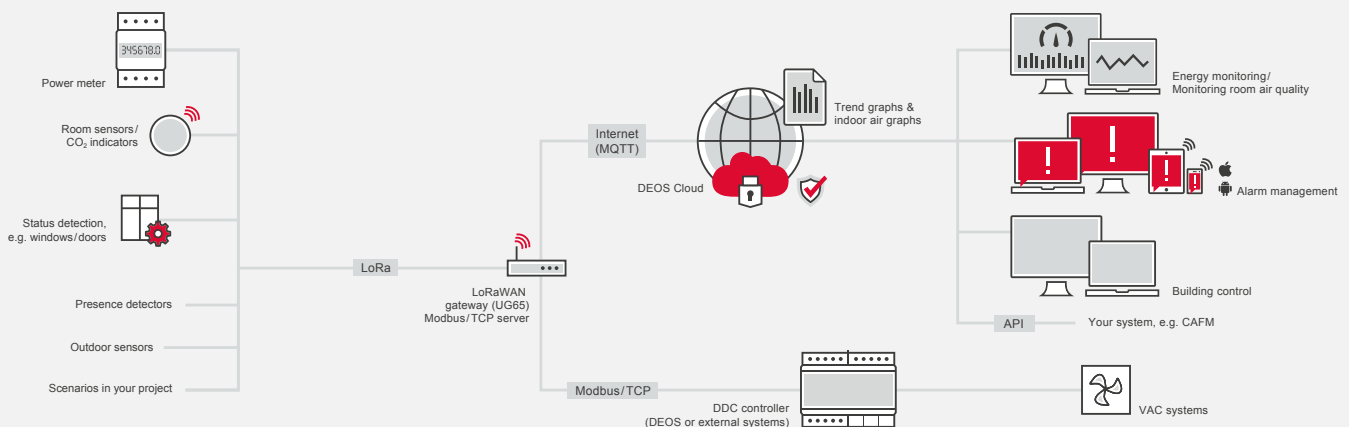 345678.0
Power meter
Room sensors/
CO₂ indicators
Status detection,
e.g. windows/doors
Presence detectors
Outdoor sensors
Scenarios in your project
LoRa
LoRaWAN
gateway (UG65)
Modbus/TCP server
Internet
(MQTT)
DEOS Cloud
Trend graphs &
indoor air graphs
Energy monitoring/
Monitoring room air quality
! ! ! !
Alarm management
Building control
API
Your system, e.g. CAFM
Modbus/TCP
DDC controller
(DEOS or external systems)
VAC systems